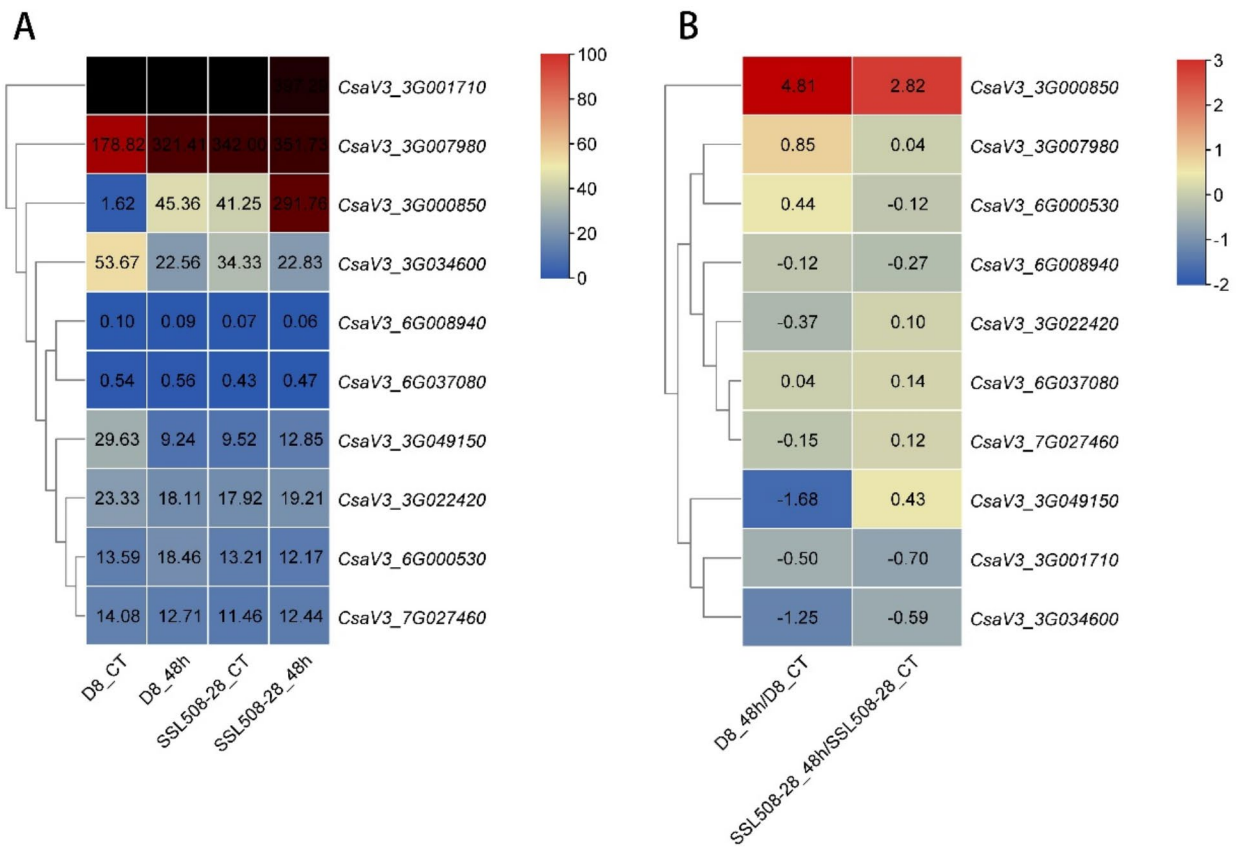 A
100
80
60
40
20
0
CsaV3_3G001710
178.82 321.41 342.00 351.73 CsaV3_3G007980
1.62 45.36 41.25 291.76 CsaV3_3G000850
53.67 22.56 34.33 22.83 CsaV3_3G034600
0.10 0.09 0.07 0.06 CsaV3_6G008940
0.54 0.56 0.43 0.47 CsaV3_6G037080
29.63 9.24 9.52 12.85 CsaV3_3G049150
23.33 18.11 17.92 19.21 CsaV3_3G022420
13.59 18.46 13.21 12.17 CsaV3_6G000530
14.08 12.71 11.46 12.44 CsaV3_7G027460
D8_CT
D8_48h
SSL508-28_CT
SSL508-28_48h
B
3
2
1
0
-1
-2
4.81 2.82 CsaV3_3G000850
0.85 0.04 CsaV3_3G007980
0.44 -0.12 CsaV3_6G000530
-0.12 -0.27 CsaV3_6G008940
-0.37 0.10 CsaV3_3G022420
0.04 0.14 CsaV3_6G037080
-0.15 0.12 CsaV3_7G027460
-1.68 0.43 CsaV3_3G049150
-0.50 -0.70 CsaV3_3G001710
-1.25 -0.59 CsaV3_3G034600
D8_48h/D8_CT
SSL508-28_48h/SSL508-28_CT